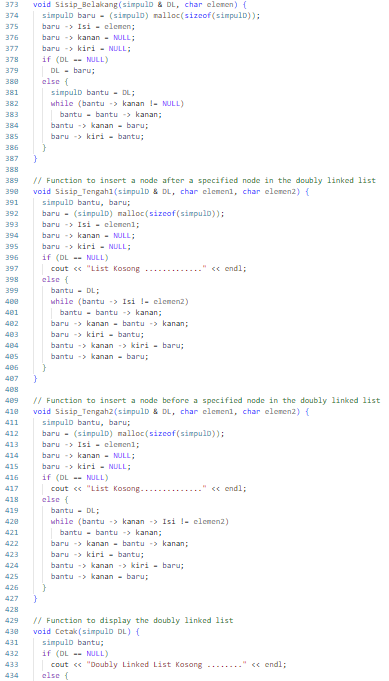 373 void Sisip_Belakang(simpulD & DL, char elemen) {
374 simpulD baru = (simpulD) malloc(sizeof(simpulD));
375 baru -> Isi = elemen;
376 baru -> kanan = NULL;
377 baru -> kiri = NULL;
378 if (DL == NULL)
379 DL = baru;
380 else {
381 simpulD bantu = DL;
382 while (bantu -> kanan != NULL)
383 bantu = bantu -> kanan;
384 bantu -> kanan = baru;
385 baru -> kiri = bantu;
386 }
387 }
388
389 // Function to insert a node after a specified node in the doubly linked list
390 void Sisip_Tengah1(simpulD & DL, char elemen1, char elemen2) {
391 simpulD bantu, baru;
392 baru = (simpulD) malloc(sizeof(simpulD));
393 baru -> Isi = elemen1;
394 baru -> kanan = NULL;
395 baru -> kiri = NULL;
396 if (DL == NULL)
397 cout << "List Kosong ............." << endl;
398 else {
399 bantu = DL;
400 while (bantu -> Isi != elemen2)
401 bantu = bantu -> kanan;
402 baru -> kanan = bantu -> kanan;
403 baru -> kiri = bantu;
404 bantu -> kanan -> kiri = baru;
405 bantu -> kanan = baru;
406 }
407 }
408
409 // Function to insert a node before a specified node in the doubly linked list
410 void Sisip_Tengah2(simpulD & DL, char elemen1, char elemen2) {
411 simpulD bantu, baru;
412 baru = (simpulD) malloc(sizeof(simpulD));
413 baru -> Isi = elemen1;
414 baru -> kanan = NULL;
415 baru -> kiri = NULL;
416 if (DL == NULL)
417 cout << "List Kosong............." << endl;
418 else {
419 bantu = DL;
420 while (bantu -> kanan -> Isi != elemen2)
421 bantu = bantu -> kanan;
422 baru -> kanan = bantu -> kanan;
423 baru -> kiri = bantu;
424 bantu -> kanan -> kiri = baru;
425 bantu -> kanan = baru;
426 }
427 }
428
429 // Function to display the doubly linked list
430 void Cetak(simpulD DL) {
431 simpulD bantu;
432 if (DL == NULL)
433 cout << "Doubly Linked List Kosong ........" << endl;
434 else {